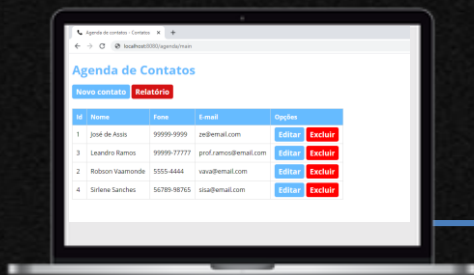 Agenda de contatos - Contatos
localhost:8080/agenda/main
Agenda de Contatos
Novo contato Relatório
Id Nome Fone E-mail Opções
1 José de Assis 99999-9999 ze@email.com Editar Excluir
3 Leandro Ramos 99999-77777 prof.ramos@email.com Editar Excluir
2 Robson Vaamonde 5555-4444 vava@email.com Editar Excluir
4 Sirlene Sanches 56789-98765 sisa@email.com Editar Excluir